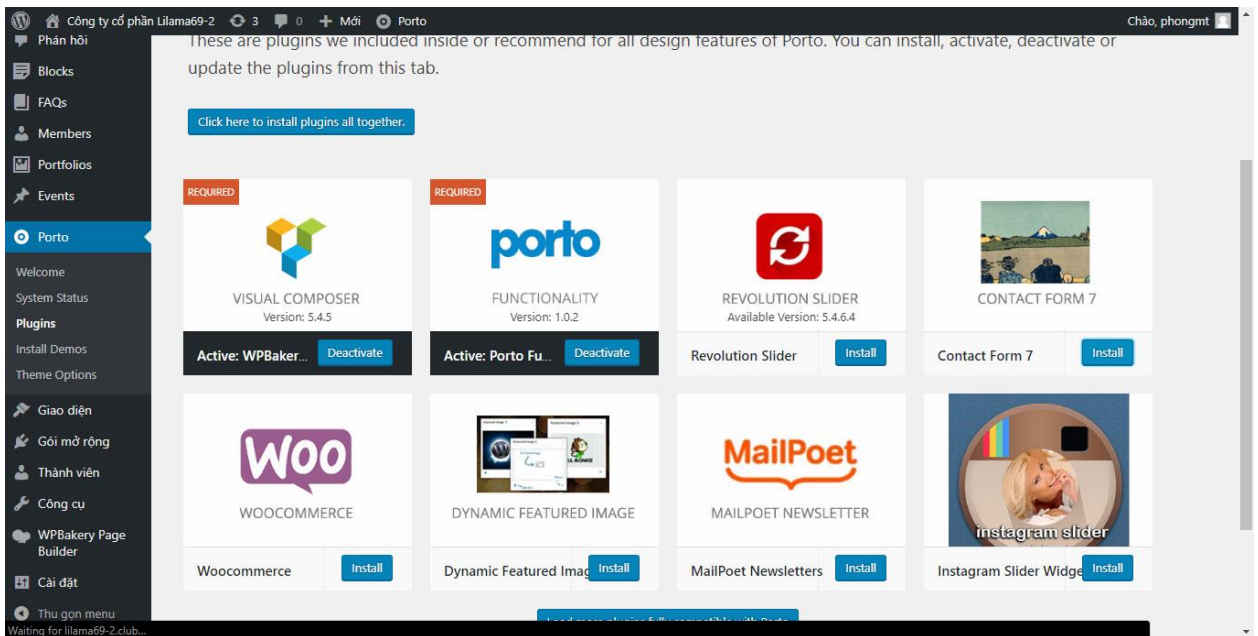 Công ty cổ phần Lilama69-2 3 0 + Mới Porto Chào, phongmt
Phản hồi
Blocks
FAQs
Members
Portfolios
Events
Porto
Welcome
System Status
Plugins
Install Demos
Theme Options
Giao diện
Gói mở rộng
Thành viên
Công cụ
WPBakery Page
Builder
Cài đặt
Thu gọn menu
Waiting for lilama69-2.club...
These are plugins we included inside or recommend for all design features of Porto. You can install, activate, deactivate or
update the plugins from this tab.
Click here to install plugins all together.
REQUIRED
VISUAL COMPOSER
Version: 5.4.5
Active: WPBaker... Deactivate
REQUIRED
porto
FUNCTIONALITY
Version: 1.0.2
Active: Porto Fu... Deactivate
REVOLUTION SLIDER
Available Version: 5.4.6.4
Revolution Slider Install
CONTACT FORM 7
Contact Form 7 Install
WOO
WOOCOMMERCE
Woocommerce Install
DYNAMIC FEATURED IMAGE
Dynamic Featured Imag Install
MailPoet
MAILPOET NEWSLETTER
MailPoet Newsletters Install
instagram slider
Instagram Slider Widge Install
Load more plugins fully compatible with Porto